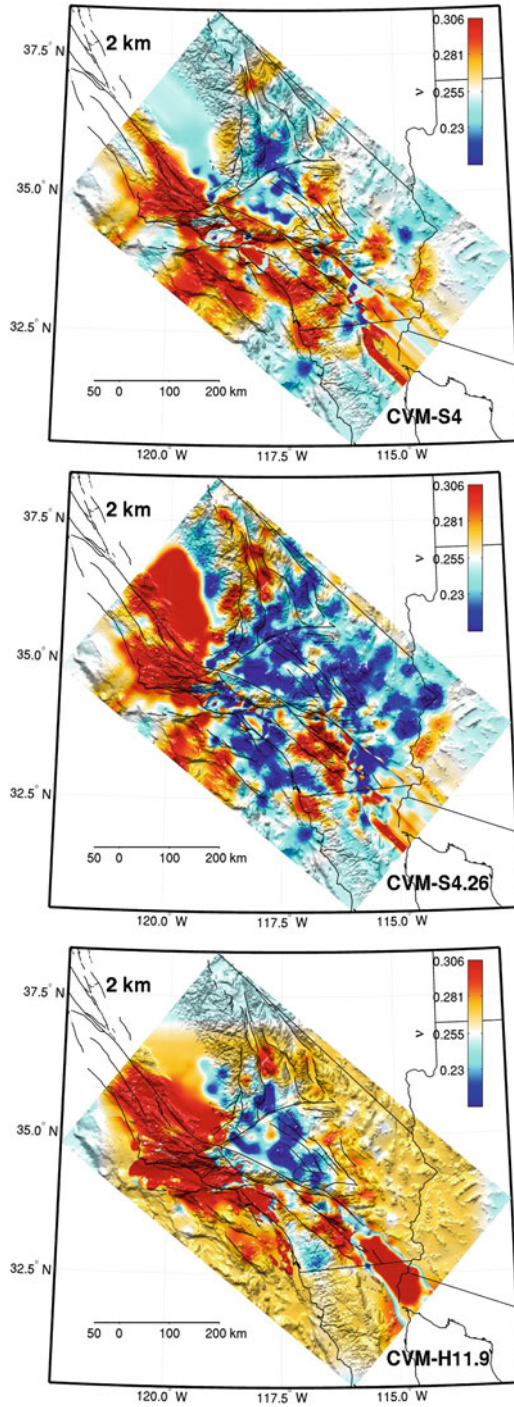 37.5° N
35.0° N
32.5° N
2 km
0.306
0.281
ν
0.255
0.23
50 0 100 200 km
CVM-S4
120.0° W 117.5° W 115.0° W
37.5° N
35.0° N
32.5° N
2 km
0.306
0.281
ν
0.255
0.23
50 0 100 200 km
CVM-S4.26
120.0° W 117.5° W 115.0° W
37.5° N
35.0° N
32.5° N
2 km
0.306
0.281
ν
0.255
0.23
50 0 100 200 km
CVM-H11.9
120.0° W 117.5° W 115.0° W